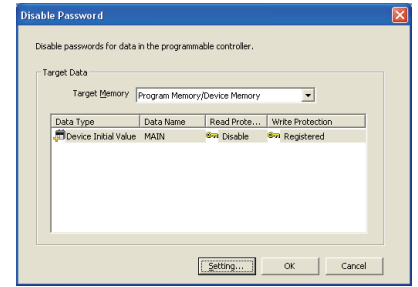 Disable Password
Disable passwords for data in the programmable controller.
Target Data
Target Memory Program Memory/Device Memory
Data Type Data Name Read Prote... Write Protection
Device Initial Value MAIN Disable Registered
Setting... OK Cancel